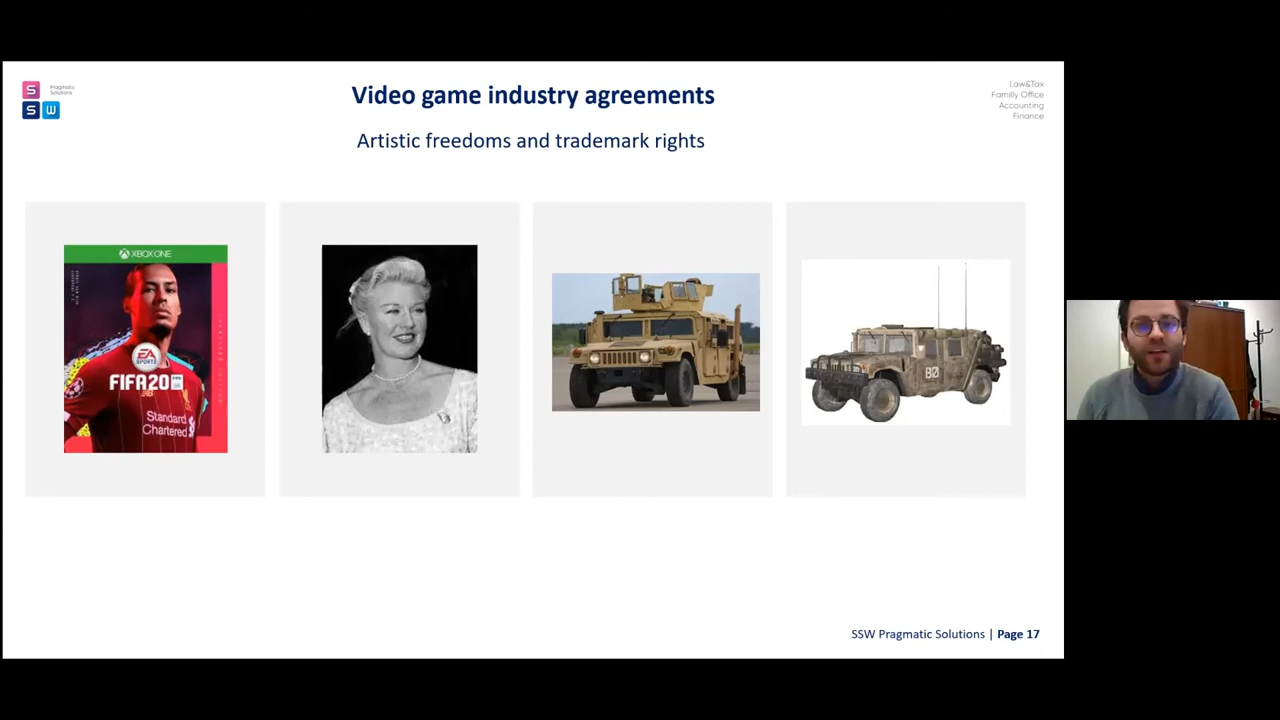 S
Pragmatic
Solutions
S W
Video game industry agreements
Artistic freedoms and trademark rights
Law&Tax
Familly Office
Accounting
Finance
XBOX ONE
EA
SPORTS
FIFA20
Standard
Chartered
B01
SSW Pragmatic Solutions | Page 17